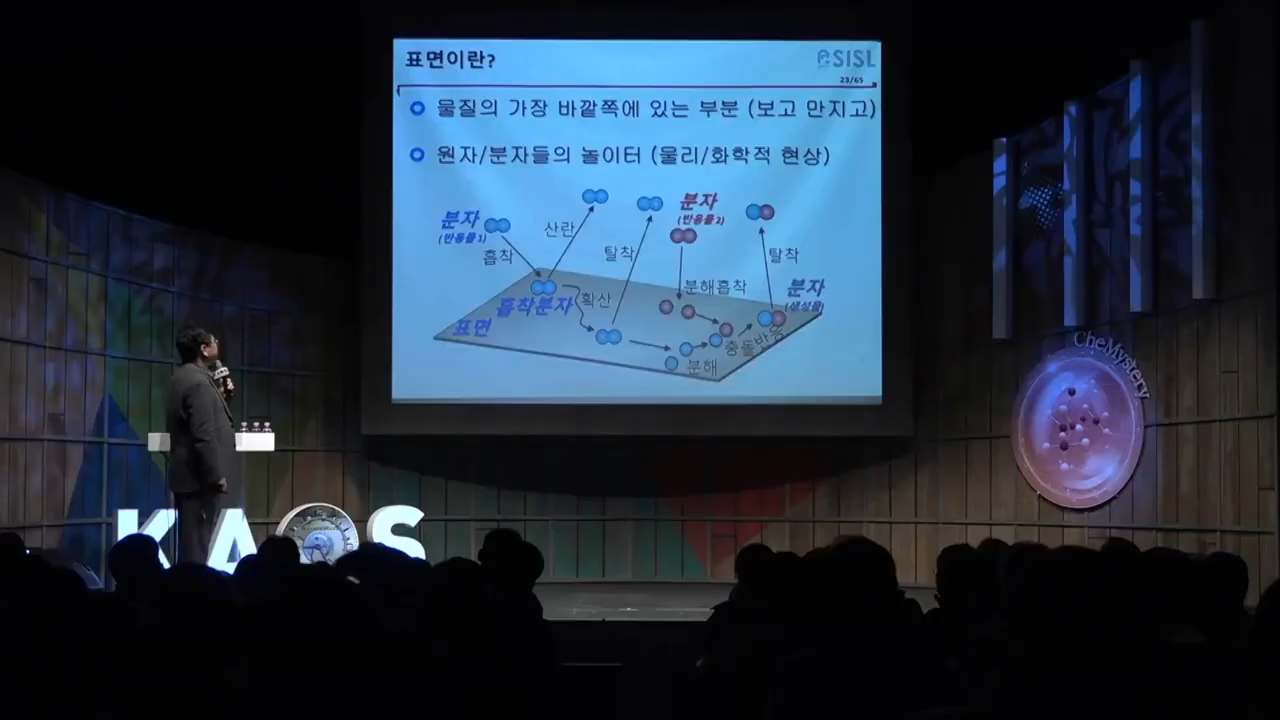 표면이란?
SISL
23/65
물질의 가장 바깥쪽에 있는 부분 (보고 만지고)
원자/분자들의 놀이터 (물리/화학적 현상)
분자
(반응물 1)
흡착
산란
탈착
분자
(반응물 2)
분해흡착
탈착
분자
(생성물)
흡착분자
확산
표면
분해
충돌반응
CheMystery
KAOS